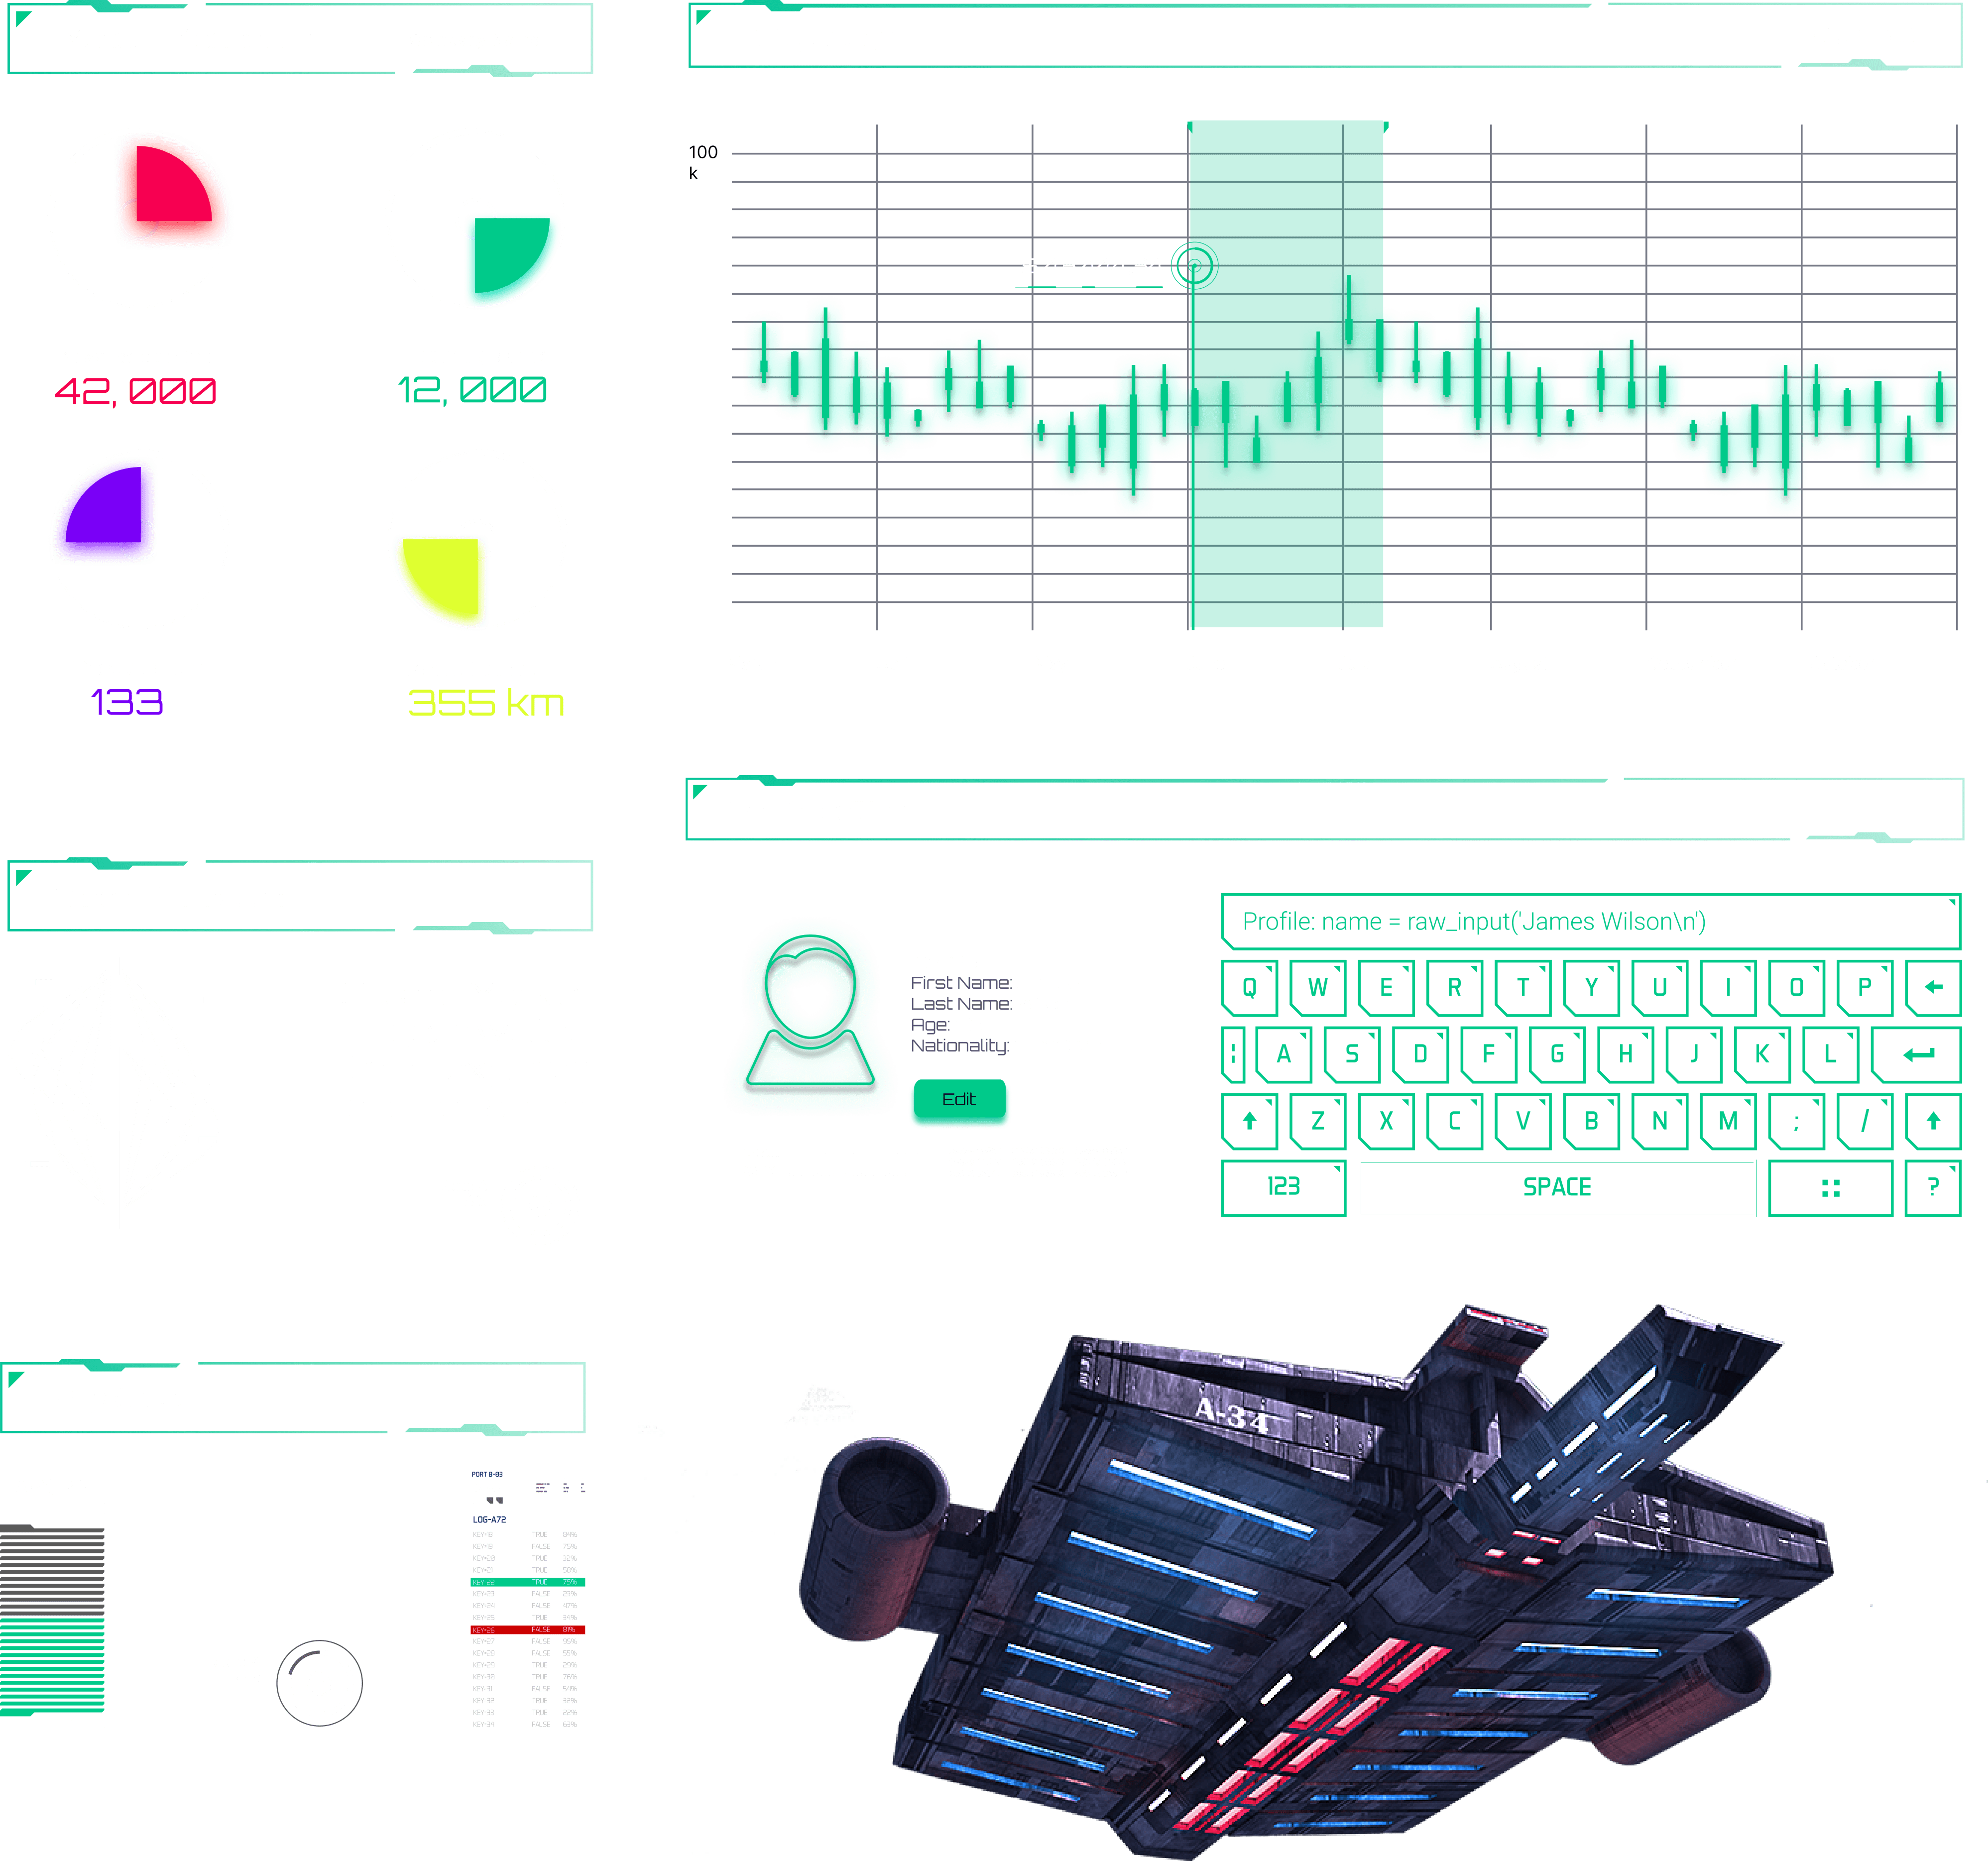 42,000
12,000
133
355 km
100
k
First Name:
Last Name:
Age:
Nationality:
Edit
Profile: name = raw_input('James Wilson\n')
Q W E R T Y U I O P
A S D F G H J K L
Z X C V B N M ; /
123 SPACE ?
A-34
PORT B-03
LOG-A72
KEY-18 TRUE 84%
KEY-19 FALSE 75%
KEY-20 TRUE 32%
KEY-21 TRUE 50%
KEY-22 TRUE 75%
KEY-23 FALSE 23%
KEY-24 FALSE 47%
KEY-25 TRUE 34%
KEY-26 FALSE 81%
KEY-27 FALSE 95%
KEY-28 FALSE 55%
KEY-29 TRUE 29%
KEY-30 TRUE 76%
KEY-31 FALSE 54%
KEY-32 TRUE 32%
KEY-33 TRUE 22%
KEY-34 FALSE 63%